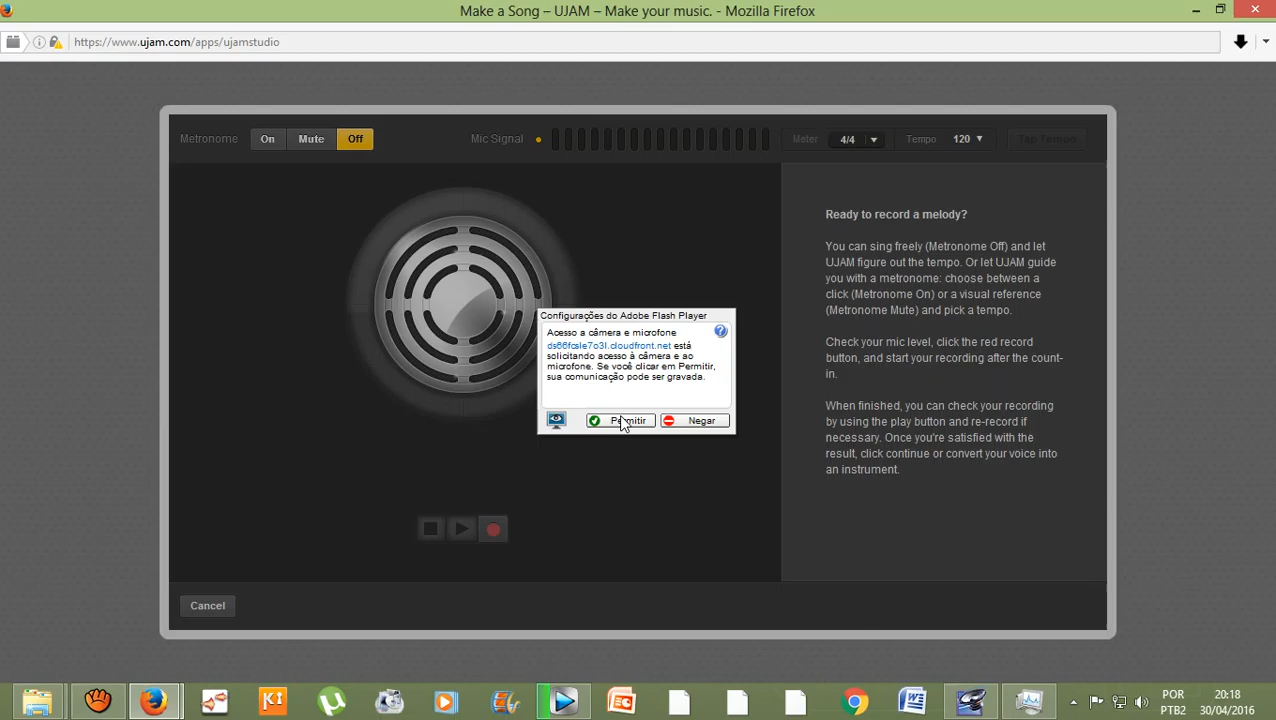 Make a Song – UJAM – Make your music. - Mozilla Firefox
https://www.ujam.com/apps/ujamstudio
Metronome On Mute Off Mic Signal Meter 4/4 Tempo 120 Tap Tempo
Ready to record a melody?
You can sing freely (Metronome Off) and let
UJAM figure out the tempo. Or let UJAM guide
you with a metronome: choose between a
click (Metronome On) or a visual reference
(Metronome Mute) and pick a tempo.
Check your mic level, click the red record
button, and start your recording after the count-
in.
When finished, you can check your recording
by using the play button and re-record if
necessary. Once you're satisfied with the
result, click continue or convert your voice into
an instrument.
Configurações do Adobe Flash Player
Acesso a câmera e microfone
ds66fcsle7o3l.cloudfront.net está
solicitando acesso à câmera e ao
microfone. Se você clicar em Permitir,
sua comunicação pode ser gravada.
Permitir Negar
Cancel
POR 20:18
PTB2 30/04/2016